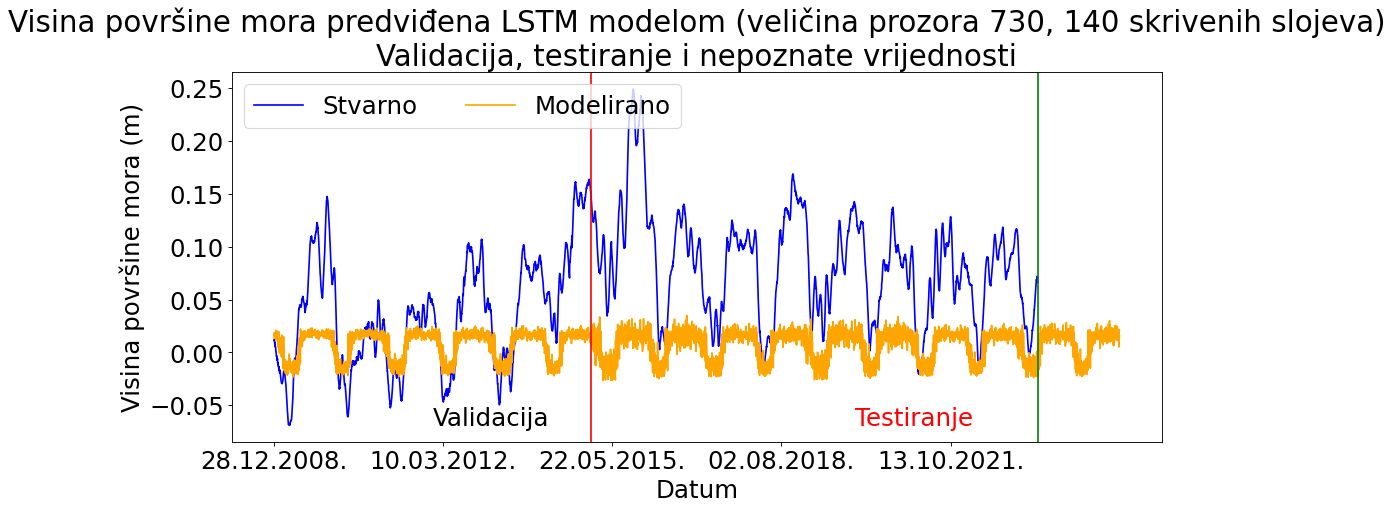 Visina površine mora predviđena LSTM modelom (veličina prozora 730, 140 skrivenih slojeva)
Validacija, testiranje i nepoznate vrijednosti
Stvarno Modelirano
Visina površine mora (m)
0.25
0.20
0.15
0.10
0.05
0.00
−0.05
Validacija Testiranje
28.12.2008. 10.03.2012. 22.05.2015. 02.08.2018. 13.10.2021.
Datum